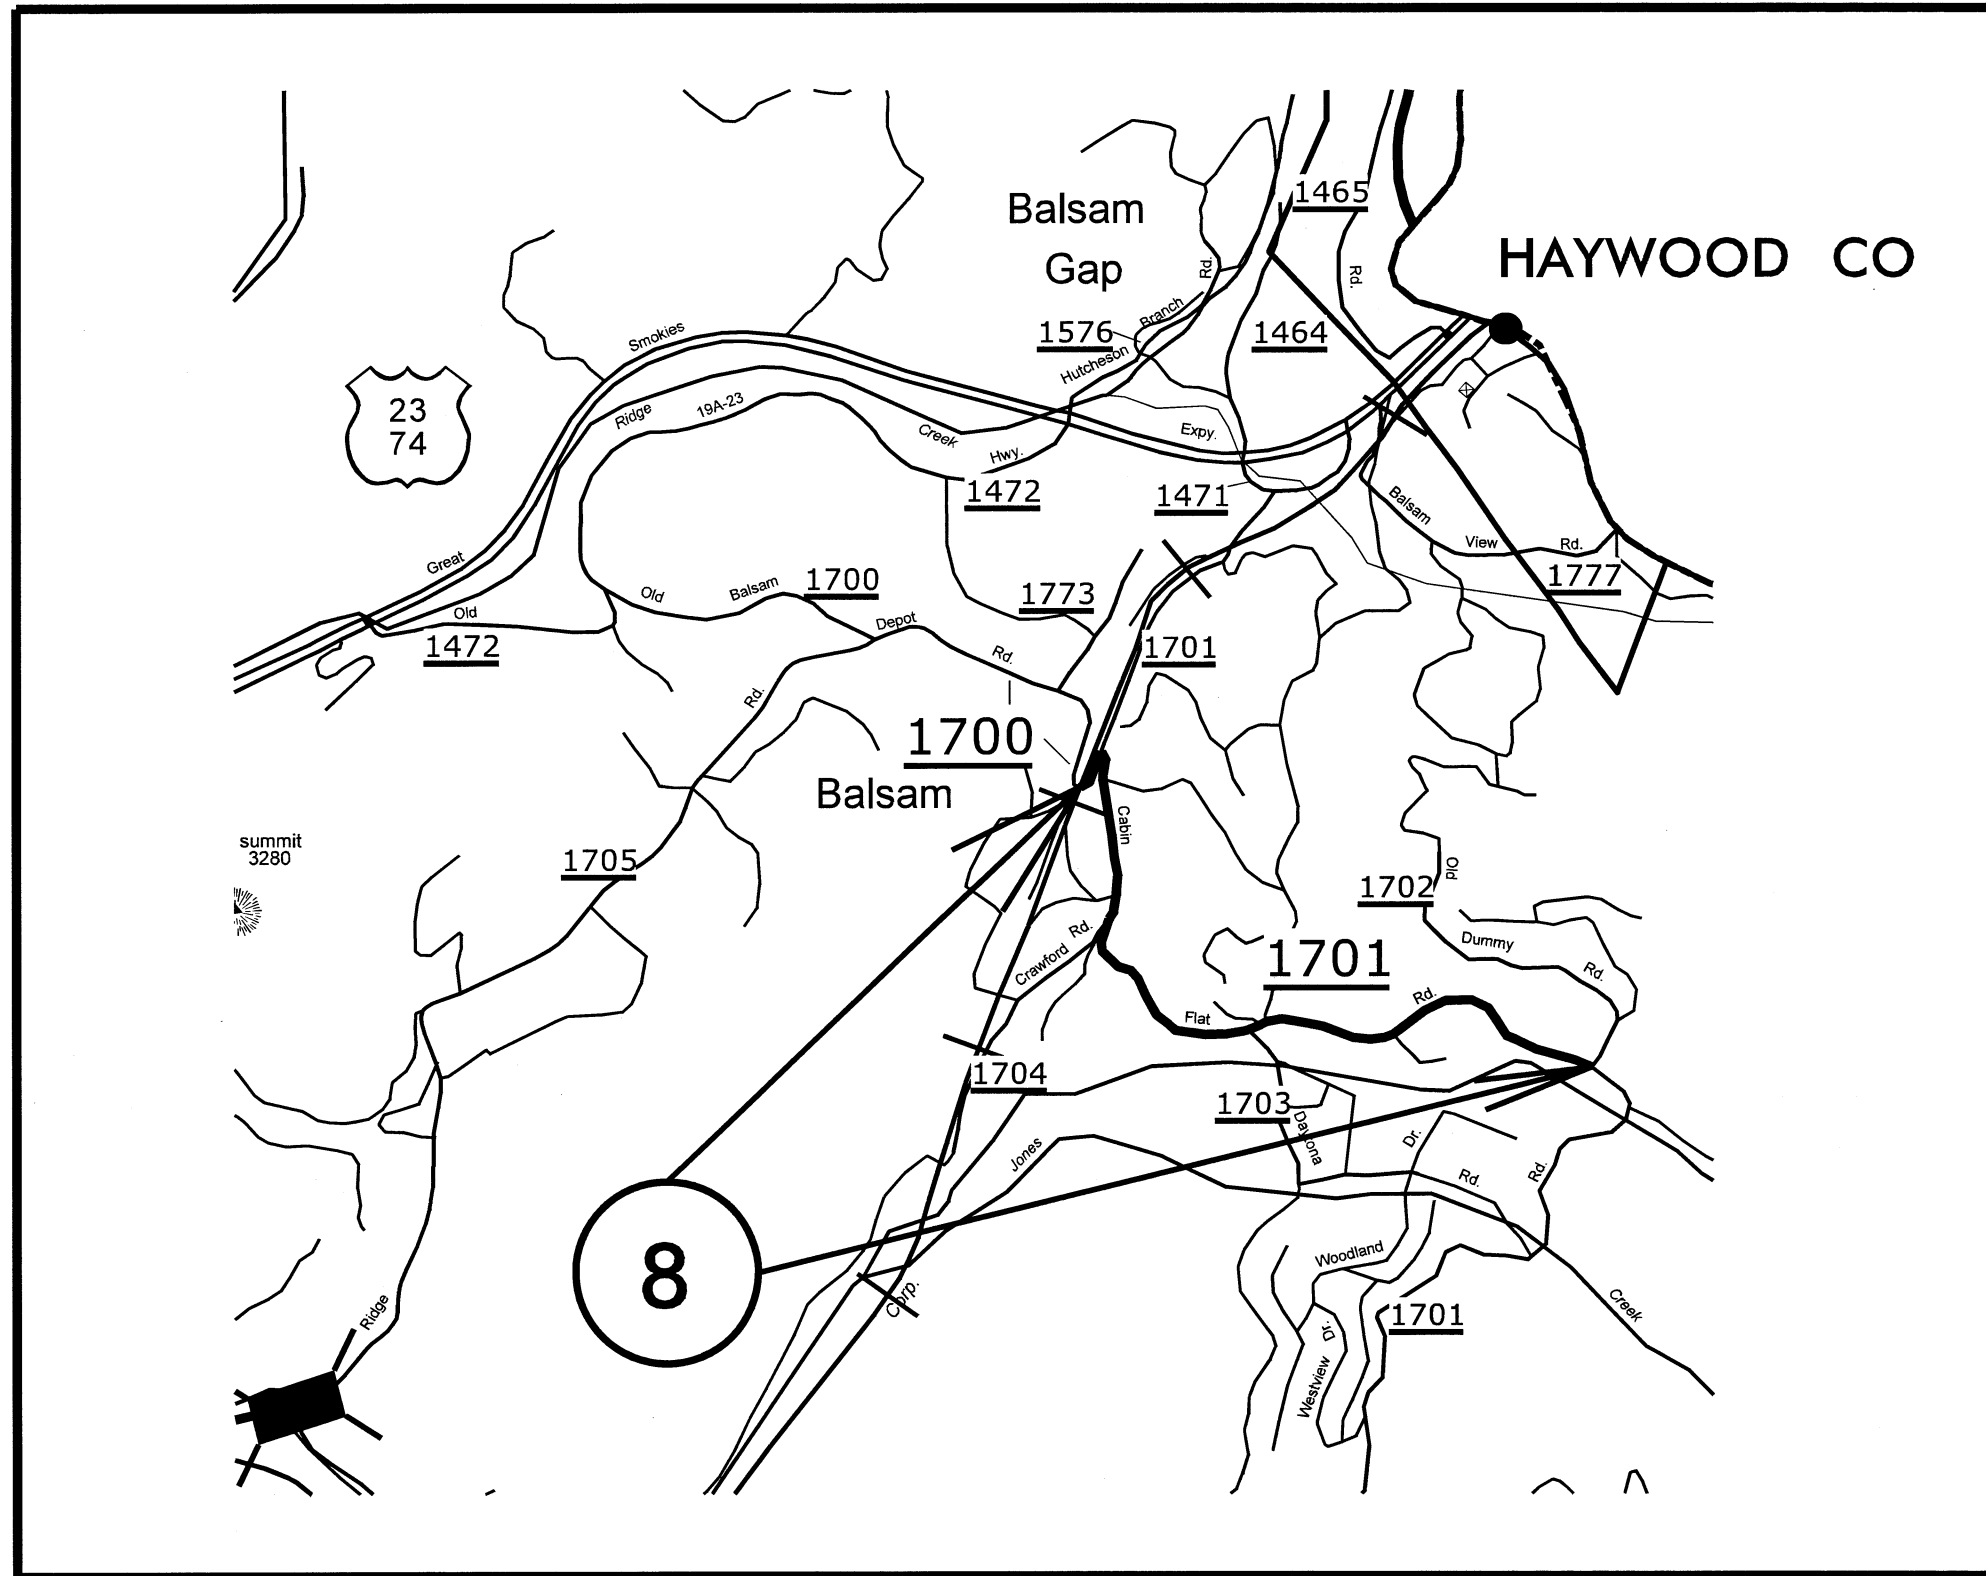 1465
Balsam
Gap
HAYWOOD CO
Rd.
Rd.
Branch
1576
Hutcheson
1464
Smokies
23
74
Ridge
19A-23
Creek
Hwy.
Expy.
1472
1471
Balsam
View
Rd.
1777
Great
Old
1472
Old
Balsam
1700
Depot
Rd.
1773
1701
Rd.
1700
Balsam
Cabin
summit
3280
1705
1702
Old
Dummy
Rd.
Crawford
Rd.
1701
Flat
Rd.
1704
1703
Daytona
Dr.
Jones
Rd.
Rd.
Woodland
8
Corp.
Ridge
1701
Creek
Westview
Dr.